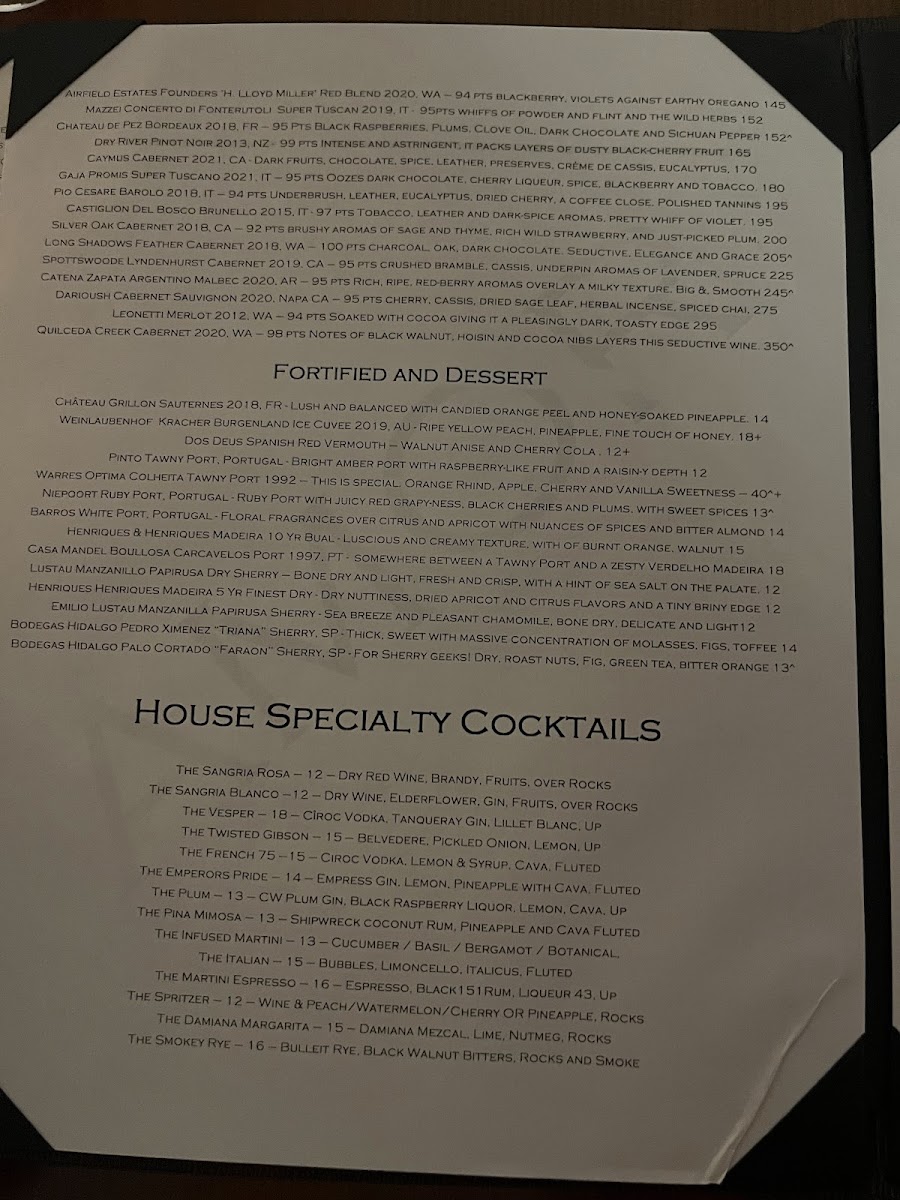 Airfield Estates Founders 'H. Lloyd Miller' Red Blend 2020, WA – 94 pts blackberry, violets against earthy oregano 145
Mazzei Concerto di Fonterutoli Super Tuscan 2019, IT - 95pts whiffs of powder and flint and the wild herbs 152
Chateau de Pez Bordeaux 2018, FR – 95 Pts Black Raspberries, Plums, Clove Oil, Dark Chocolate and Sichuan Pepper 152^
Dry River Pinot Noir 2013, NZ - 99 pts Intense and astringent, it packs layers of dusty black-cherry fruit 165
Caymus Cabernet 2021, CA - Dark fruits, chocolate, spice, leather, preserves, crème de cassis, eucalyptus, 170
Gaja Promis Super Tuscano 2021, IT – 95 pts Oozes dark chocolate, cherry liqueur, spice, blackberry and tobacco. 180
Pio Cesare Barolo 2018, IT – 94 pts Underbrush, leather, eucalyptus, dried cherry, a coffee close. Polished tannins 195
Castiglion Del Bosco Brunello 2015, IT - 97 pts Tobacco, leather and dark-spice aromas, pretty whiff of violet. 195
Silver Oak Cabernet 2018, CA – 92 pts brushy aromas of sage and thyme, rich wild strawberry, and just-picked plum. 200
Long Shadows Feather Cabernet 2018, WA – 100 pts charcoal, oak, dark chocolate. Seductive, Elegance and Grace 205^
Spottswoode Lyndenhurst Cabernet 2019, CA – 95 pts crushed bramble, cassis, underpin aromas of lavender, spruce 225
Catena Zapata Argentino Malbec 2020, AR – 95 pts Rich, ripe, red-berry aromas overlay a milky texture. Big &, Smooth 245^
Darioush Cabernet Sauvignon 2020, Napa CA – 95 pts cherry, cassis, dried sage leaf, herbal incense, spiced chai, 275
Leonetti Merlot 2012, WA – 94 pts Soaked with cocoa giving it a pleasingly dark, toasty edge 295
Quilceda Creek Cabernet 2020, WA – 98 pts Notes of black walnut, hoisin and cocoa nibs layers this seductive wine. 350^
Fortified and Dessert
Château Grillon Sauternes 2018, FR - Lush and balanced with candied orange peel and honey-soaked pineapple. 14
Weinlaubenhof Kracher Burgenland Ice Cuvee 2019, AU - Ripe yellow peach, pineapple, fine touch of honey. 18+
Dos Deus Spanish Red Vermouth – Walnut Anise and Cherry Cola . 12+
Pinto Tawny Port, Portugal - Bright amber port with raspberry-like fruit and a raisin-y depth 12
Warres Optima Colheita Tawny Port 1992 – This is special. Orange Rhind, Apple, Cherry and Vanilla Sweetness – 40^+
Niepoort Ruby Port, Portugal - Ruby Port with juicy red grapy-ness, black cherries and plums, with sweet spices 13^
Barros White Port, Portugal - Floral fragrances over citrus and apricot with nuances of spices and bitter almond 14
Henriques & Henriques Madeira 10 Yr Bual - Luscious and creamy texture, with of burnt orange, walnut 15
Casa Mandel Boullosa Carcavelos Port 1997, PT - somewhere between a Tawny Port and a zesty Verdelho Madeira 18
Lustau Manzanillo Papirusa Dry Sherry – Bone dry and light, fresh and crisp, with a hint of sea salt on the palate. 12
Henriques Henriques Madeira 5 Yr Finest Dry - Dry nuttiness, dried apricot and citrus flavors and a tiny briny edge 12
Emilio Lustau Manzanilla Papirusa Sherry - Sea breeze and pleasant chamomile, bone dry, delicate and light12
Bodegas Hidalgo Pedro Ximenez "Triana" Sherry, SP - Thick, sweet with massive concentration of molasses, figs, toffee 14
Bodegas Hidalgo Palo Cortado "Faraon" Sherry, SP - For Sherry geeks! Dry, roast nuts, Fig, green tea, bitter orange 13^
House Specialty Cocktails
The Sangria Rosa – 12 – Dry Red Wine, Brandy, Fruits, over Rocks
The Sangria Blanco –12 – Dry Wine, Elderflower, Gin, Fruits, over Rocks
The Vesper – 18 – Cîroc Vodka, Tanqueray Gin, Lillet Blanc, Up
The Twisted Gibson – 15 – Belvedere, Pickled Onion, Lemon, Up
The French 75 –15 – Ciroc Vodka, Lemon & Syrup, Cava, Fluted
The Emperors Pride – 14 – Empress Gin, Lemon, Pineapple with Cava, Fluted
The Plum – 13 – CW Plum Gin, Black Raspberry Liquor, Lemon, Cava, Up
The Pina Mimosa – 13 – Shipwreck coconut Rum, Pineapple and Cava Fluted
The Infused Martini – 13 – Cucumber / Basil / Bergamot / Botanical,
The Italian – 15 – Bubbles, Limoncello, Italicus, Fluted
The Martini Espresso – 16 – Espresso, Black151Rum, Liqueur 43, Up
The Spritzer – 12 – Wine & Peach/Watermelon/Cherry OR Pineapple, Rocks
The Damiana Margarita – 15 – Damiana Mezcal, Lime, Nutmeg, Rocks
The Smokey Rye – 16 – Bulleit Rye, Black Walnut Bitters, Rocks and Smoke